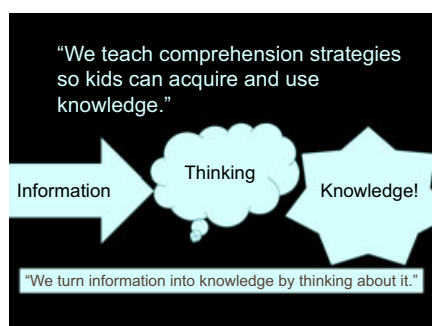 “We teach comprehension strategies
so kids can acquire and use
knowledge.”
Information
Thinking
Knowledge!
“We turn information into knowledge by thinking about it.”